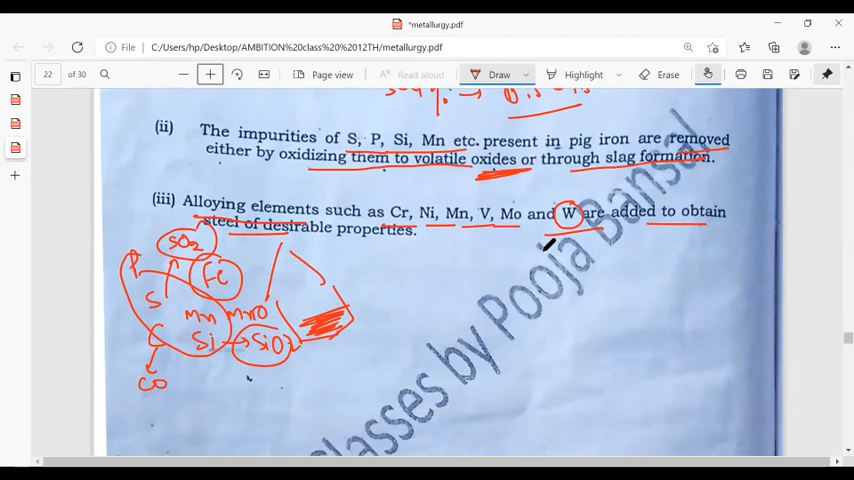 *metallurgy.pdf
File C:/Users/hp/Desktop/AMBITION%20class%20%2012TH/metallurgy.pdf
22 of 30 Page view Read aloud Draw Highlight Erase
(ii) The impurities of S, P, Si, Mn etc. present in pig iron are removed
either by oxidizing them to volatile oxides or through slag formation.
(iii) Alloying elements such as Cr, Ni, Mn, V, Mo and W are added to obtain
steel of desirable properties.
SO2
P Fe
S
Mn MnO
C Si → SiO2
CO
Classes by Pooja Bansal